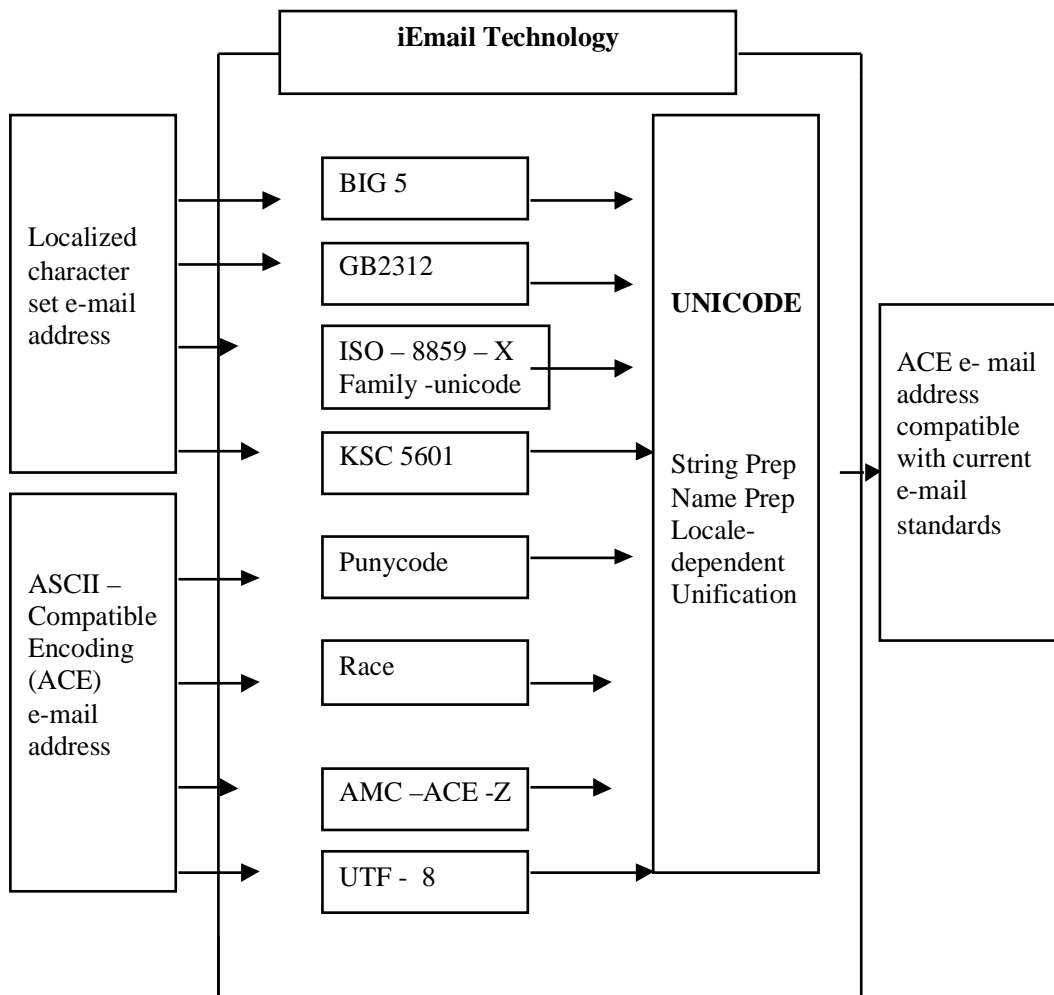 iEmail Technology
Localized
character
set e-mail
address
ASCII –
Compatible
Encoding
(ACE)
e-mail
address
BIG 5
GB2312
ISO – 8859 – X
Family -unicode
KSC 5601
Punycode
Race
AMC –ACE -Z
UTF - 8
UNICODE
String Prep
Name Prep
Locale-
dependent
Unification
ACE e- mail
address
compatible
with current
e-mail
standards